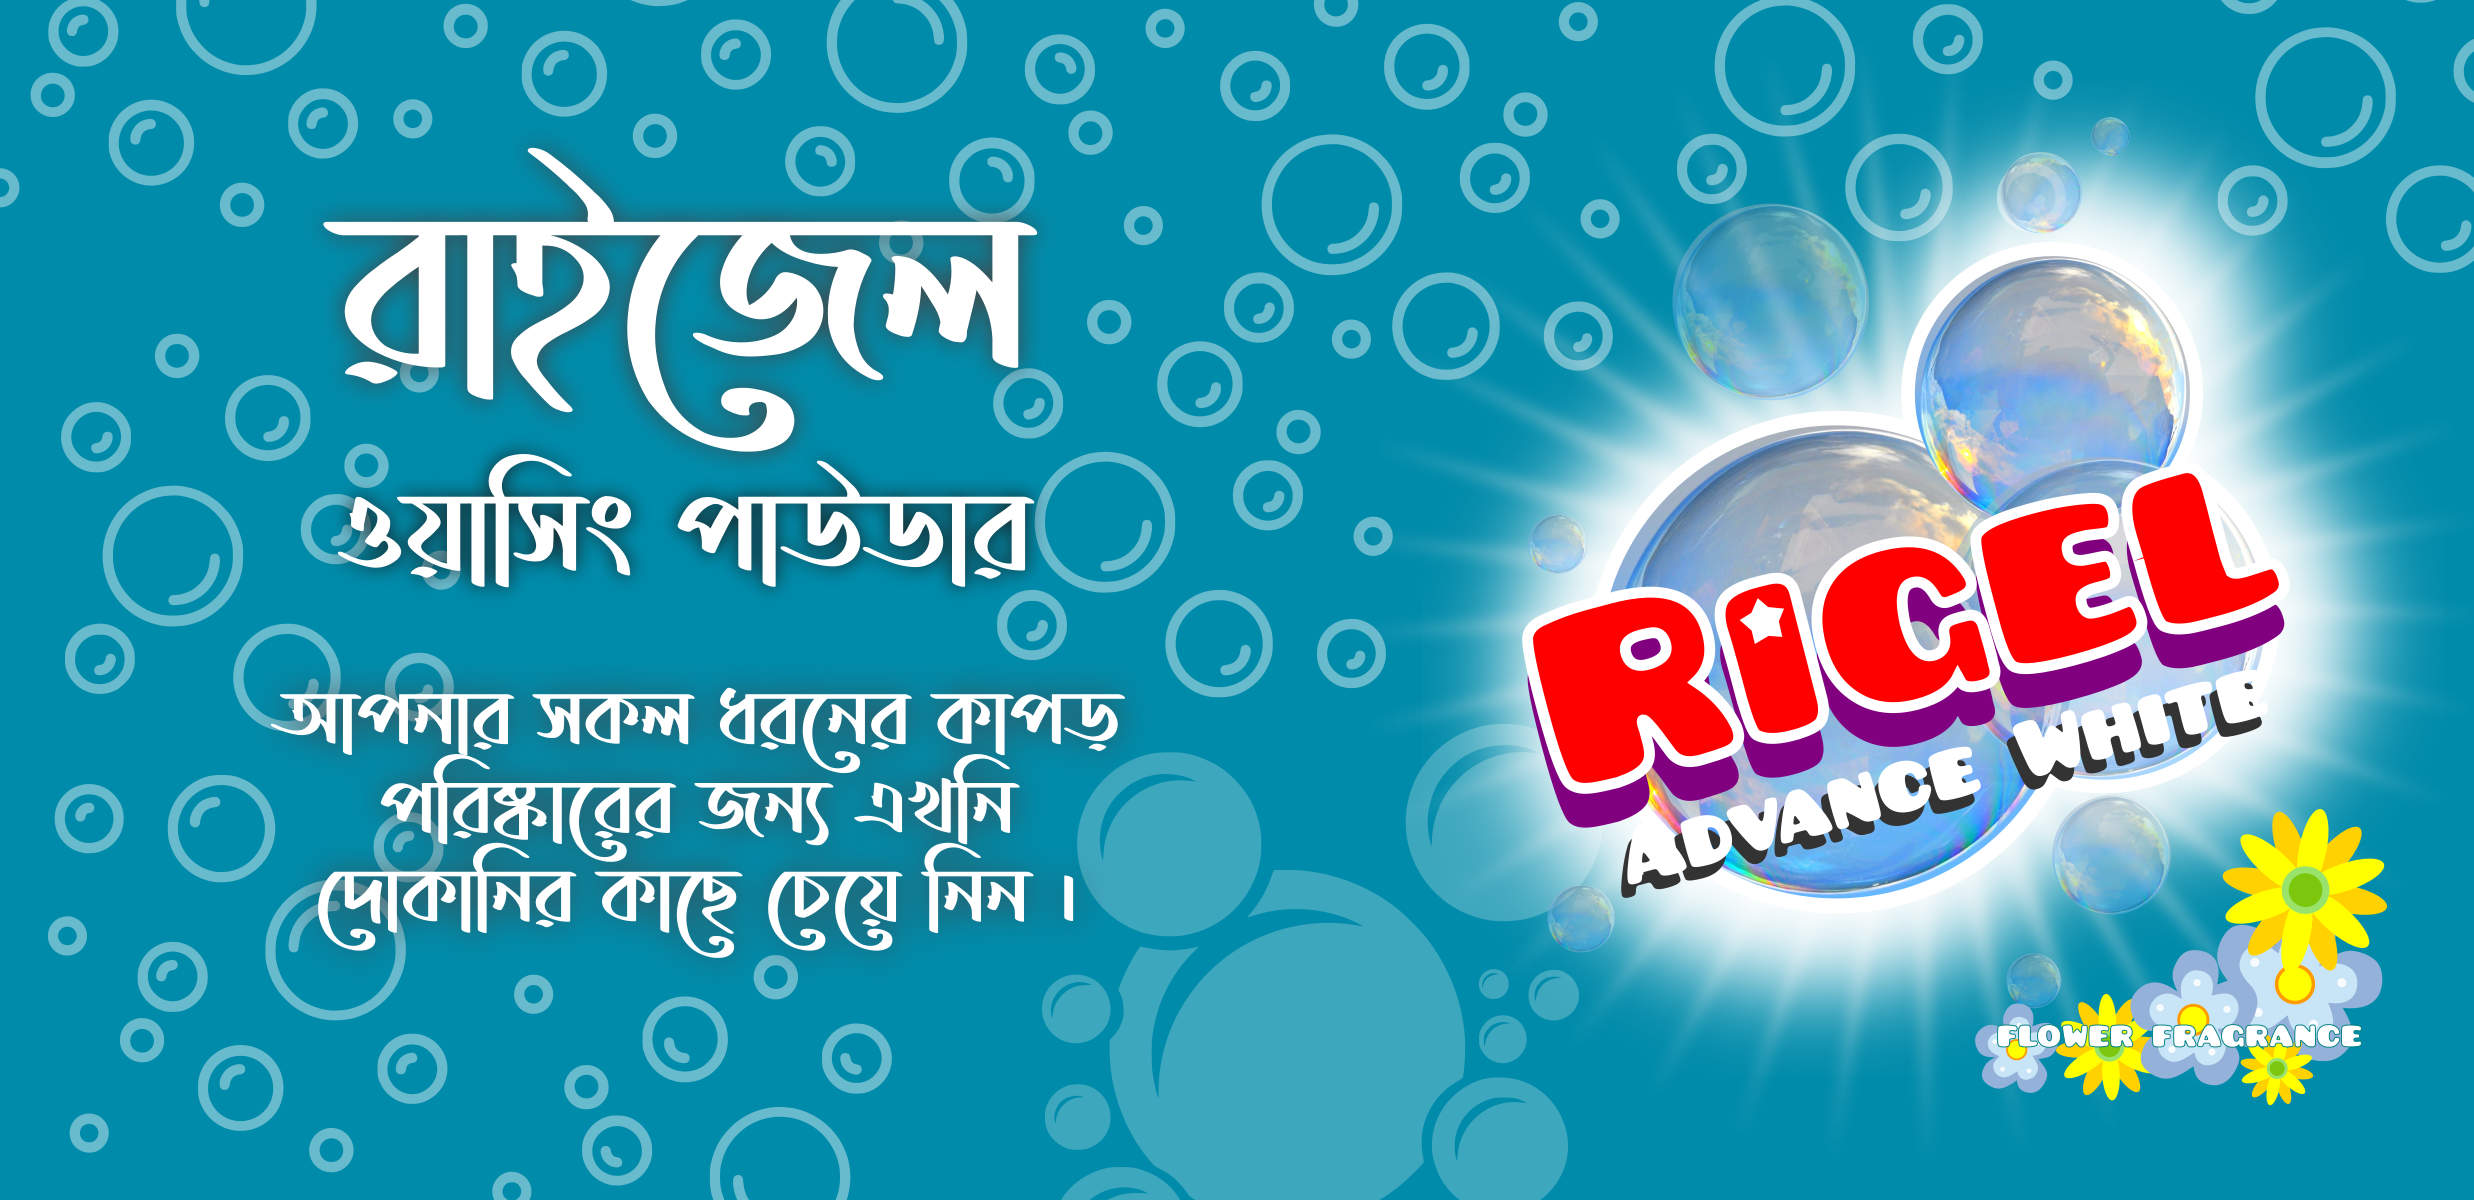 রাইজেল
ওয়াসিং পাউডার
আপনার সকল ধরনের কাপড়
পরিষ্কারের জন্য এখনি
দোকানির কাছে চেয়ে নিন ।
RIGEL
ADVANCE WHITE
FLOWER FRAGRANCE